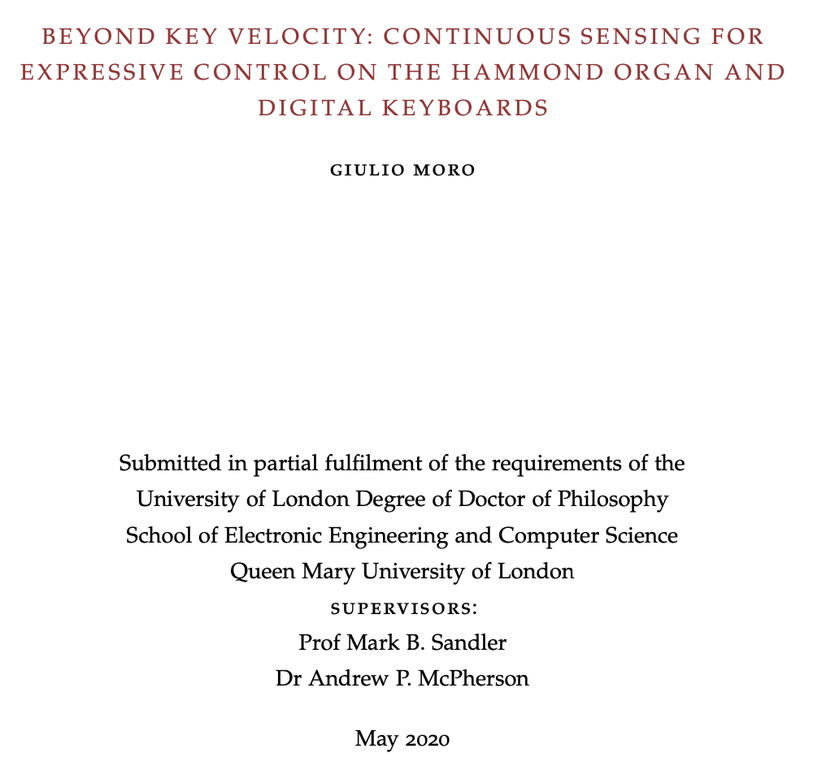 BEYOND KEY VELOCITY: CONTINUOUS SENSING FOR
EXPRESSIVE CONTROL ON THE HAMMOND ORGAN AND
DIGITAL KEYBOARDS
GIULIO MORO
Submitted in partial fulfilment of the requirements of the
University of London Degree of Doctor of Philosophy
School of Electronic Engineering and Computer Science
Queen Mary University of London
SUPERVISORS:
Prof Mark B. Sandler
Dr Andrew P. McPherson
May 2020